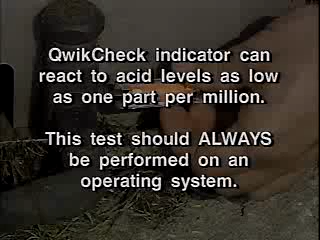 QwikCheck indicator can
react to acid levels as low
as one part per million.
This test should ALWAYS
be performed on an
operating system.